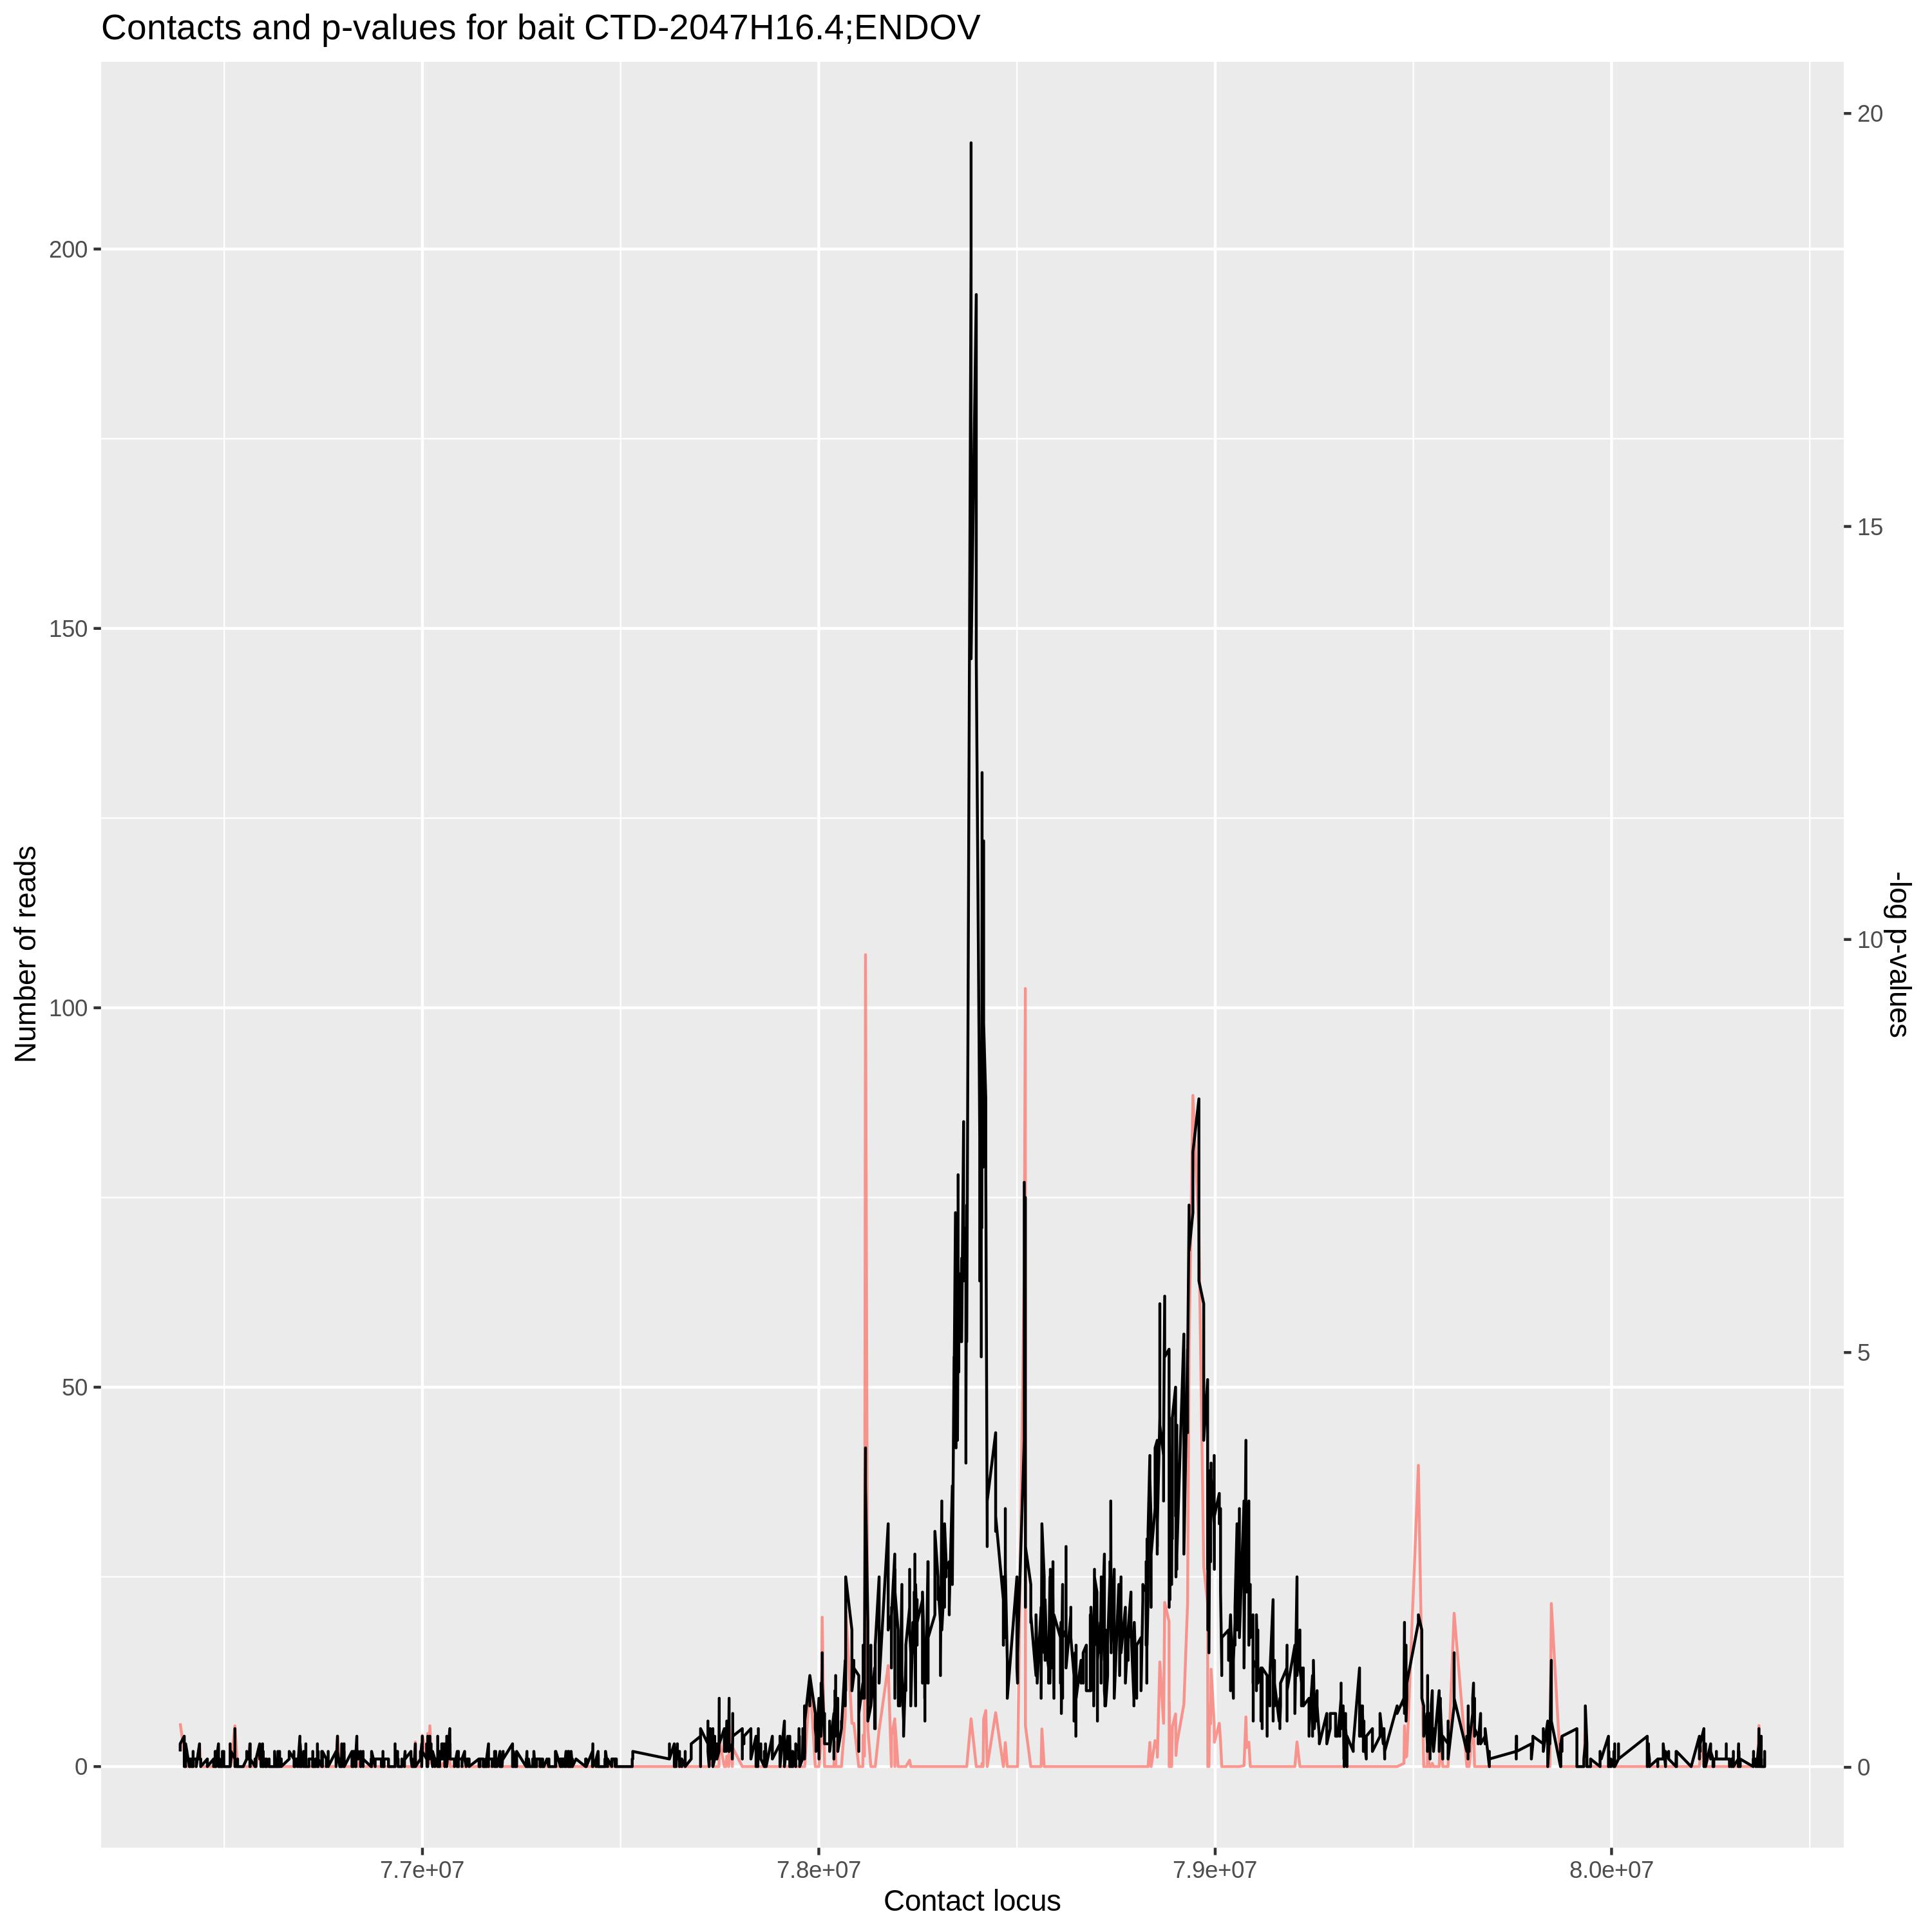 Contacts and p-values for bait CTD-2047H16.4;ENDOV
20
200
15
150
Number of reads
-log p-values
10
100
5
50
0
0
7.7e+07
7.8e+07
7.9e+07
8.0e+07
Contact locus